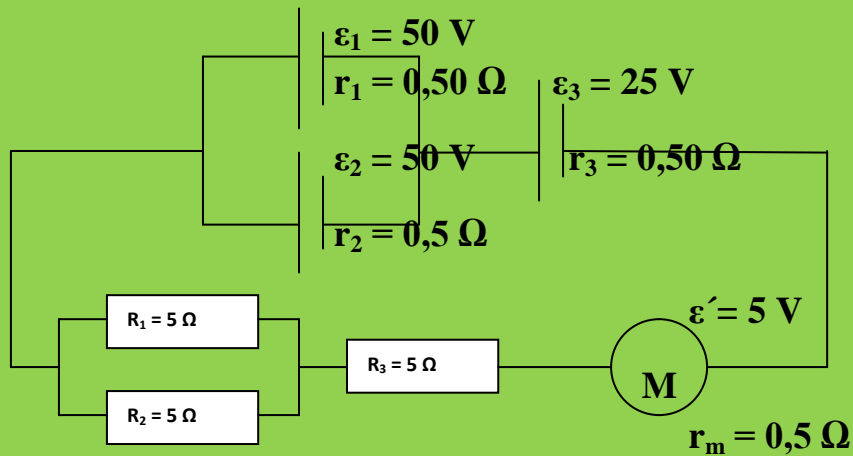 ε₁ = 50 V
r₁ = 0,50 Ω
ε₃ = 25 V
ε₂ = 50 V
r₃ = 0,50 Ω
r₂ = 0,5 Ω
R₁ = 5 Ω
ε´= 5 V
R₃ = 5 Ω
M
R₂ = 5 Ω
rₘ = 0,5 Ω